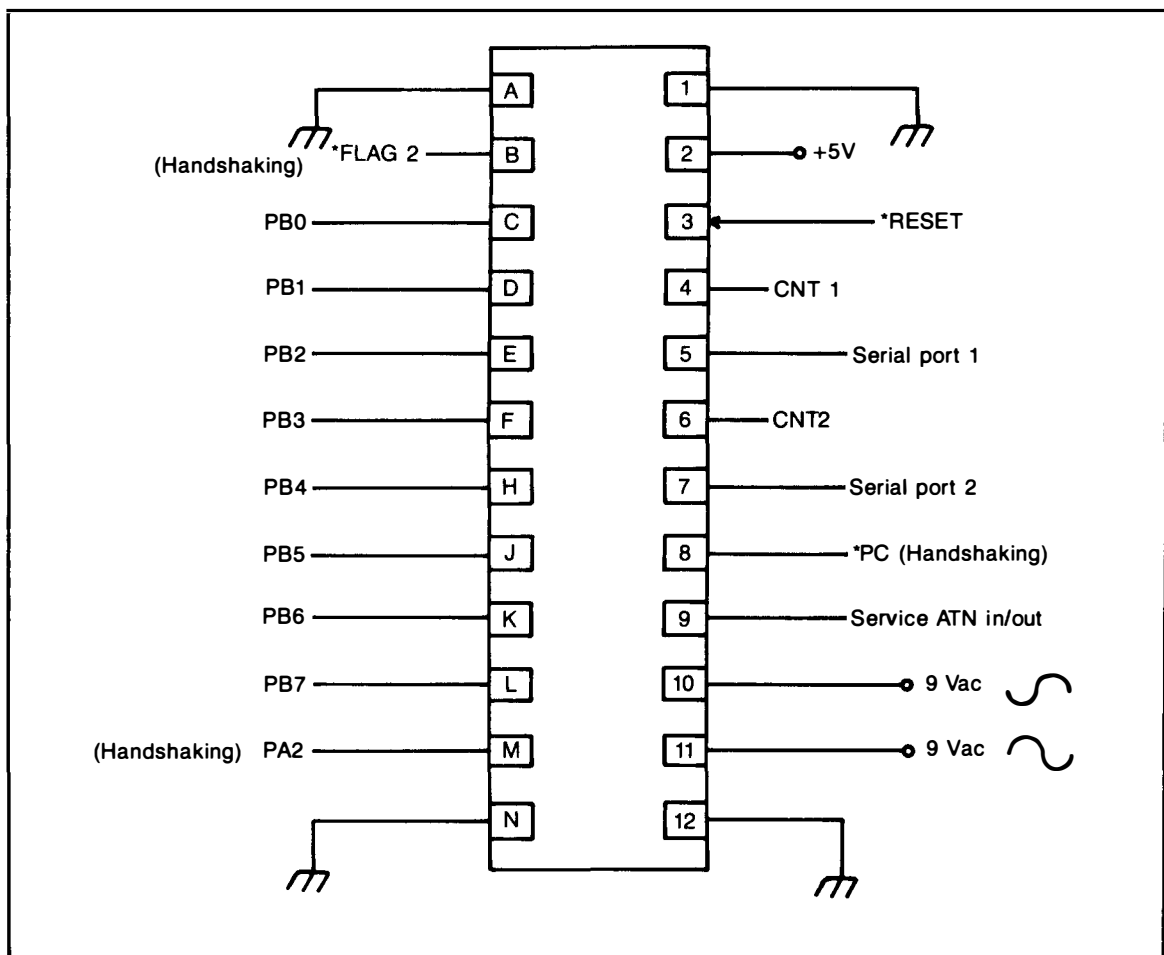 A 1
(Handshaking) *FLAG 2 B 2 +5V
PB0 C 3 *RESET
PB1 D 4 CNT 1
PB2 E 5 Serial port 1
PB3 F 6 CNT2
PB4 H 7 Serial port 2
PB5 J 8 *PC (Handshaking)
PB6 K 9 Service ATN in/out
PB7 L 10 9 Vac
(Handshaking) PA2 M 11 9 Vac
N 12